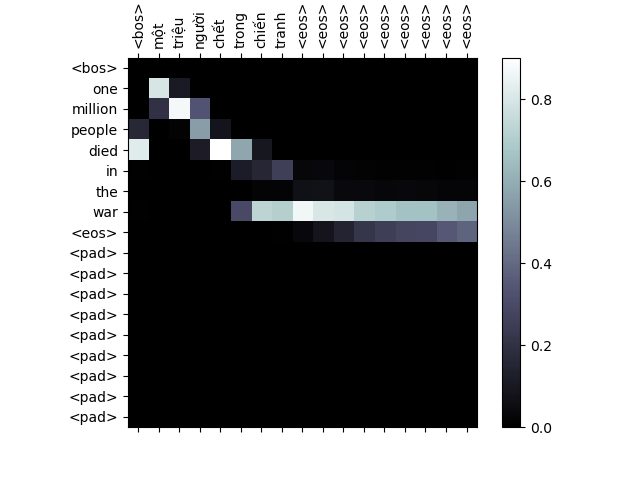 <bos> một triệu người chết trong chiến tranh <eos> <eos> <eos> <eos> <eos> <eos> <eos> <eos> <eos>
<bos>
one
million
people
died
in
the
war
<eos>
<pad>
<pad>
<pad>
<pad>
<pad>
<pad>
<pad>
<pad>
<pad>
0.8
0.6
0.4
0.2
0.0